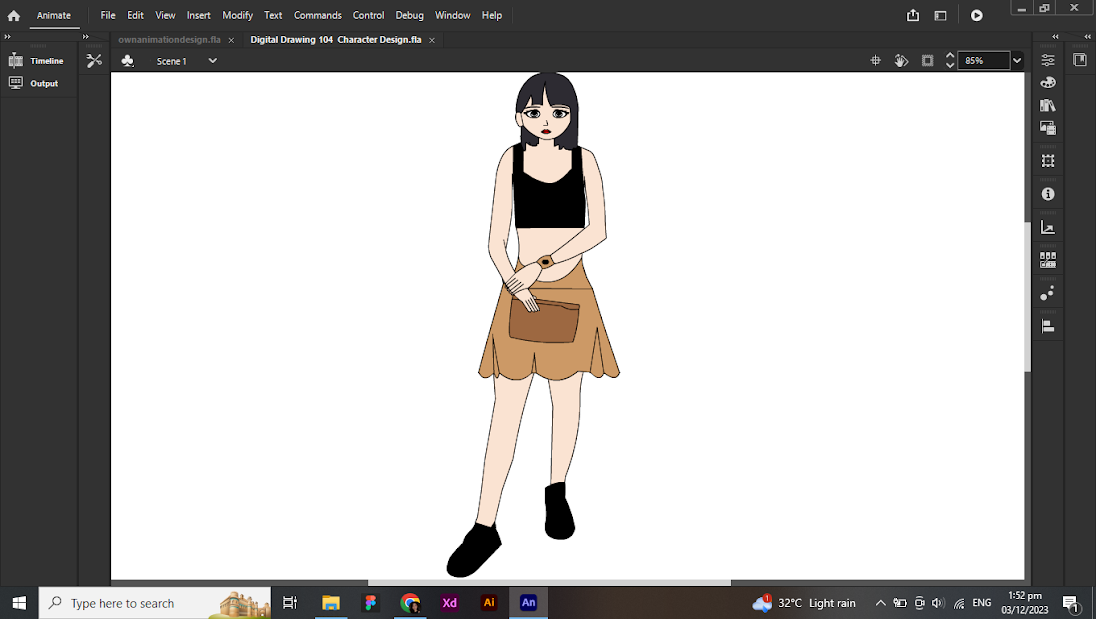 Animate File Edit View Insert Modify Text Commands Control Debug Window Help
ownanimationdesign.fla × Digital Drawing 104 Character Design.fla ×
Timeline Scene 1 85%
Output
Type here to search Xd Ai An 1 32°C Light rain ENG 1:52 pm
03/12/2023 1